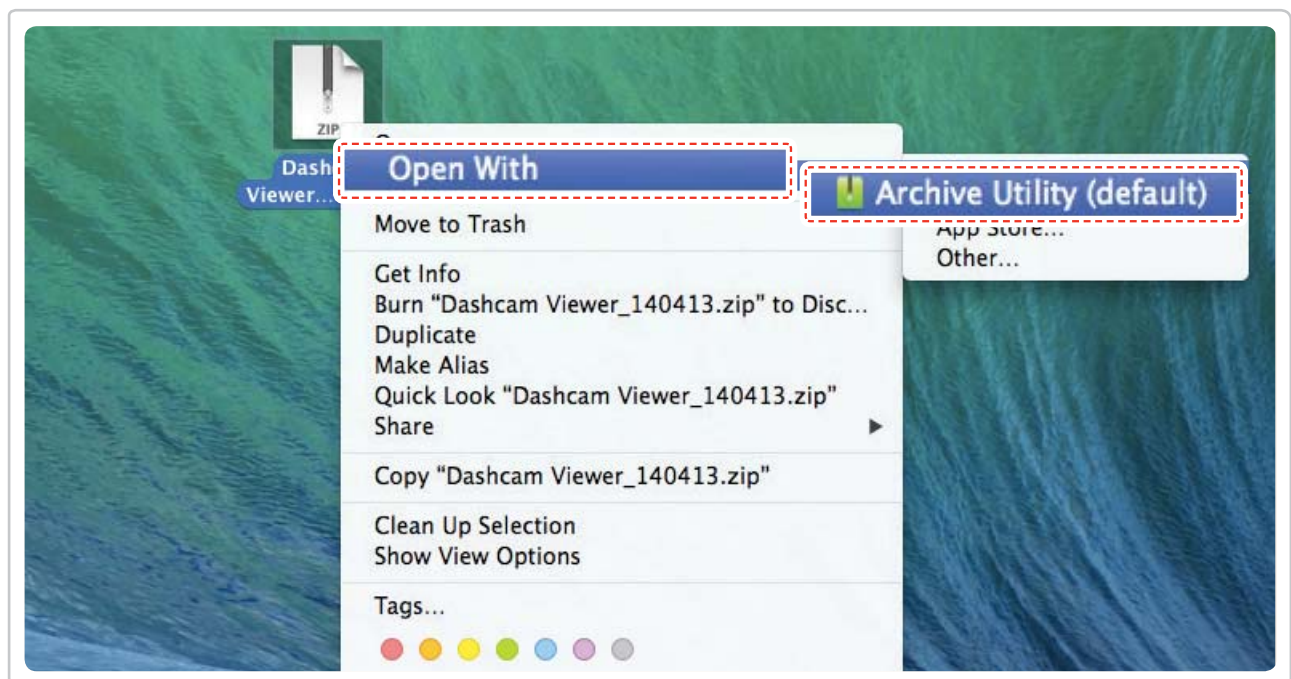 ZIP
Dash
Viewer...
Open With
Archive Utility (default)
App Store...
Other...
Move to Trash
Get Info
Burn “Dashcam Viewer_140413.zip” to Disc...
Duplicate
Make Alias
Quick Look “Dashcam Viewer_140413.zip”
Share
Copy “Dashcam Viewer_140413.zip”
Clean Up Selection
Show View Options
Tags...